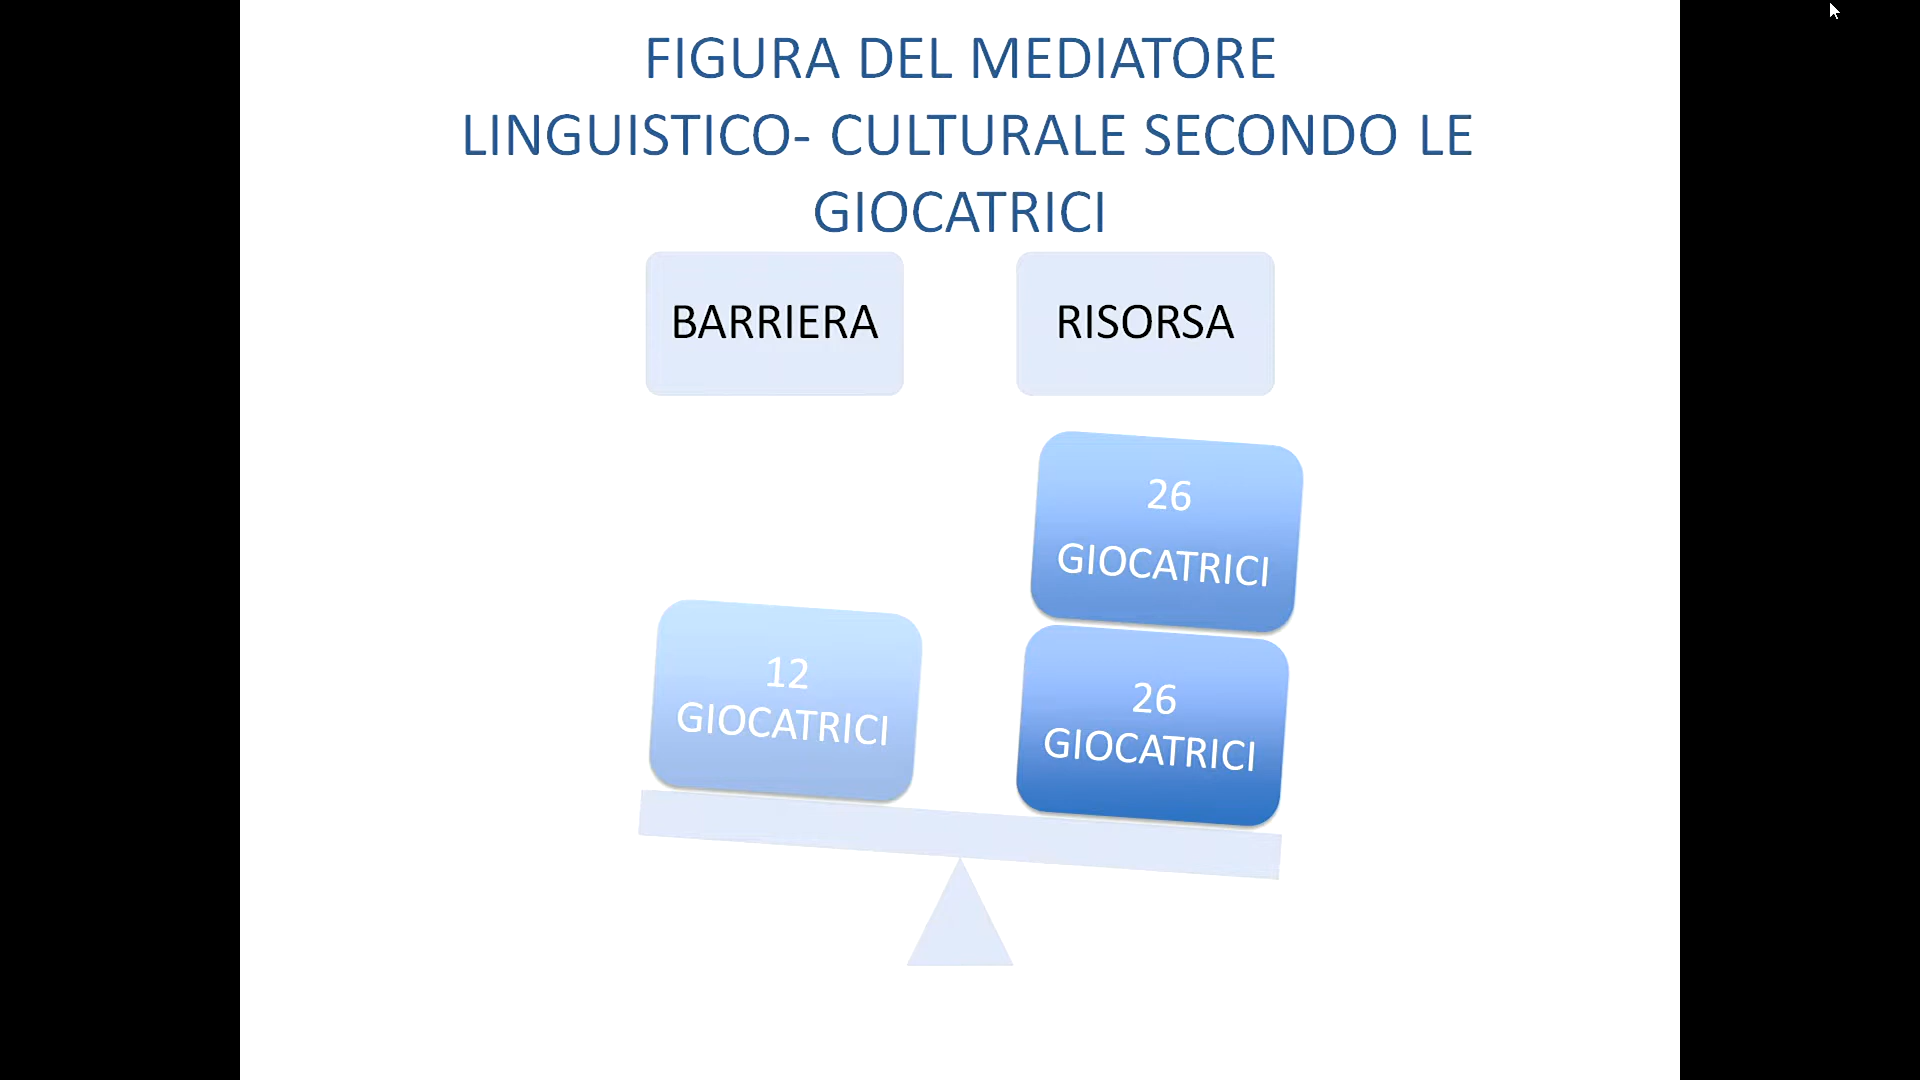 FIGURA DEL MEDIATORE
LINGUISTICO- CULTURALE SECONDO LE
GIOCATRICI
BARRIERA
RISORSA
26
GIOCATRICI
12
GIOCATRICI
26
GIOCATRICI